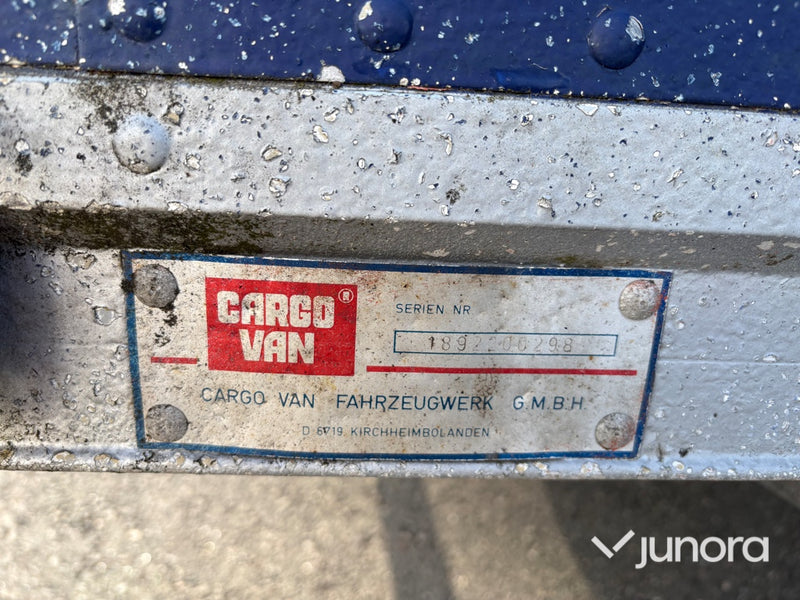 CARGO ®
VAN
SERIEN NR
CARGO VAN FAHRZEUGWERK G.M.B.H.
D 6719 KIRCHHEIMBOLANDEN
junora